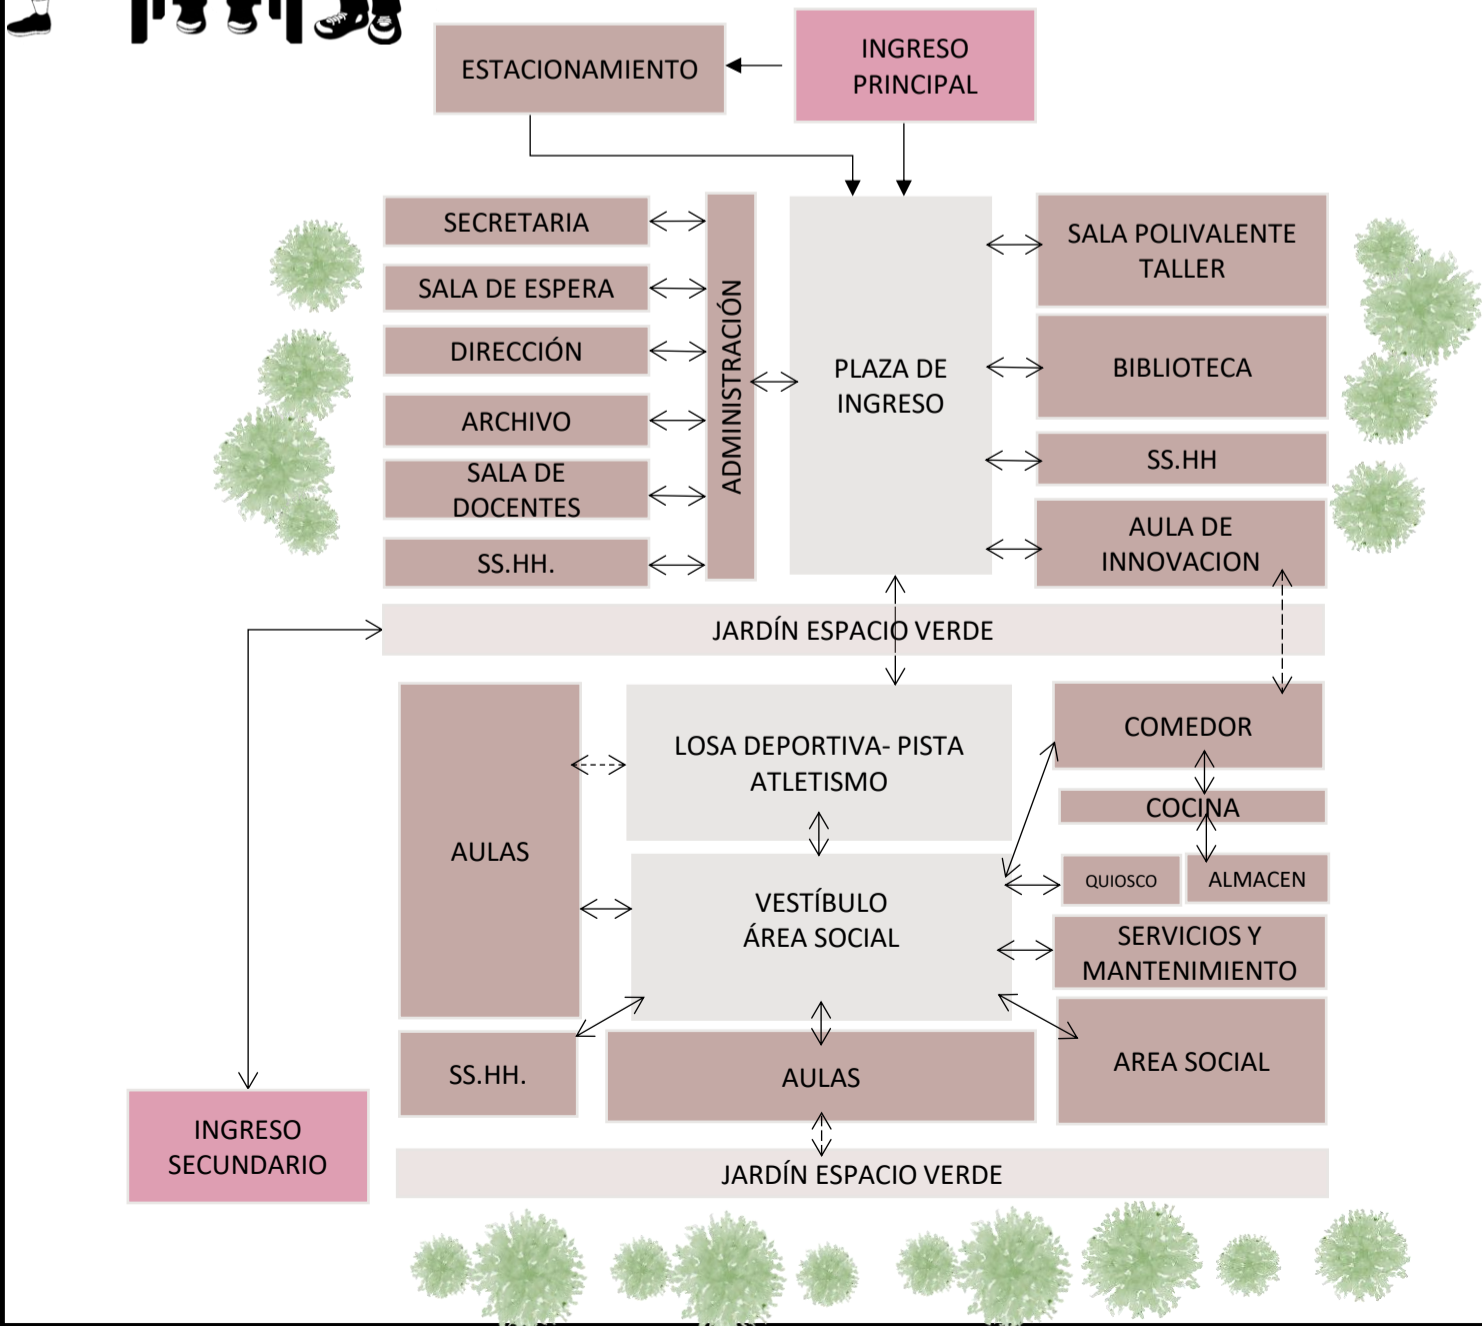 INGRESO
PRINCIPAL
ESTACIONAMIENTO
SECRETARIA
SALA DE ESPERA
DIRECCIÓN
ARCHIVO
SALA DE
DOCENTES
SS.HH.
ADMINISTRACIÓN
PLAZA DE
INGRESO
SALA POLIVALENTE
TALLER
BIBLIOTECA
SS.HH
AULA DE
INNOVACION
JARDÍN ESPACIO VERDE
AULAS
LOSA DEPORTIVA- PISTA
ATLETISMO
COMEDOR
COCINA
QUIOSCO
ALMACEN
VESTÍBULO
ÁREA SOCIAL
SERVICIOS Y
MANTENIMIENTO
SS.HH.
AULAS
AREA SOCIAL
INGRESO
SECUNDARIO
JARDÍN ESPACIO VERDE